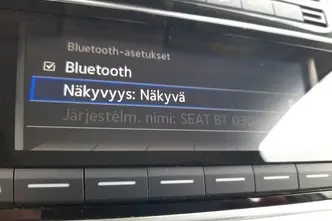 Bluetooth-asetukset
Bluetooth
Näkyvyys: Näkyvä
Järjestelm. nimi: SEAT BT